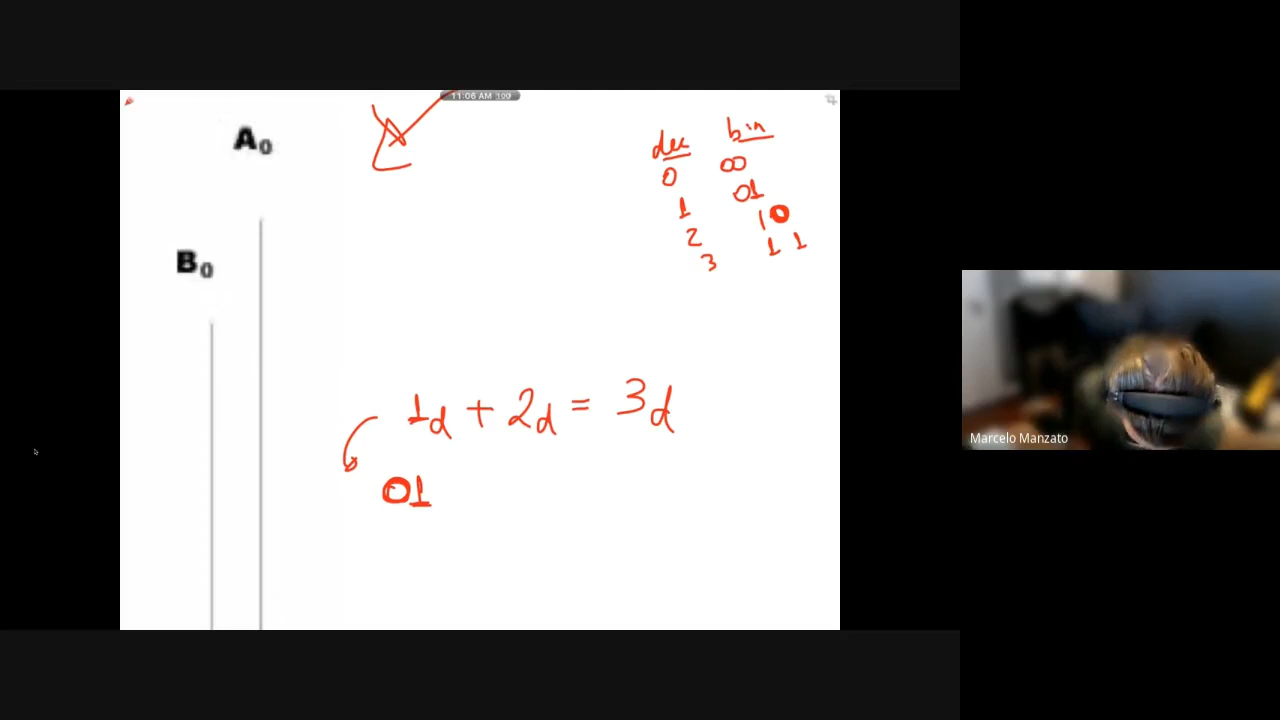 11:06 AM 100
A0
B0
dec bin
0 00
1 01
2 10
3 11
1d + 2d = 3d
01
Marcelo Manzato